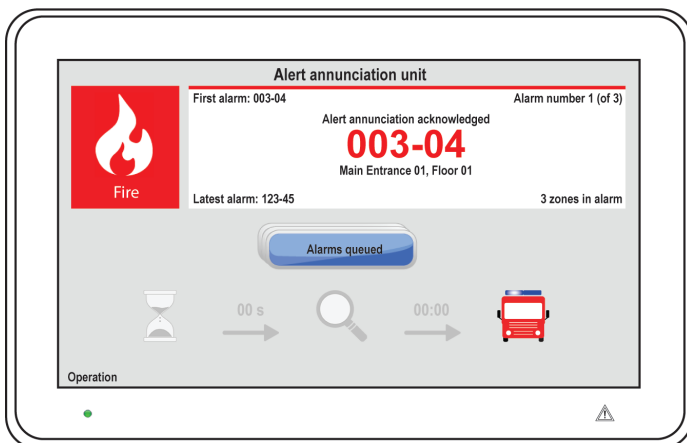 Alert annunciation unit
First alarm: 003-04
Alarm number 1 (of 3)
Alert annunciation acknowledged
003-04
Main Entrance 01, Floor 01
Fire
Latest alarm: 123-45
3 zones in alarm
Alarms queued
00 s
00:00
Operation